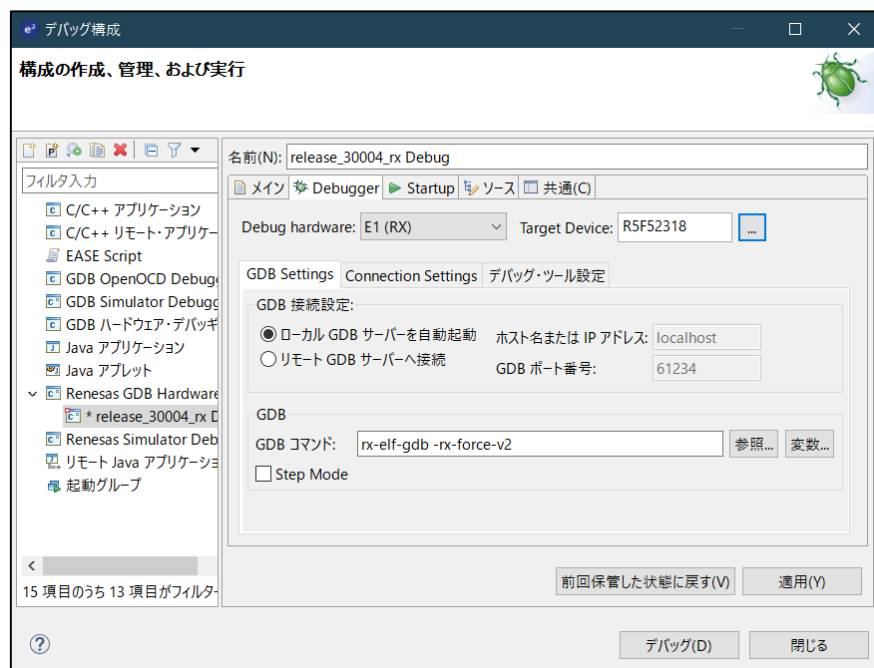 e² デバッグ構成
構成の作成、管理、および実行
フィルタ入力
C/C++ アプリケーション
C/C++ リモート・アプリケー
EASE Script
GDB OpenOCD Debug
GDB Simulator Debugg
GDB ハードウェア・デバッギ
Java アプリケーション
Java アプレット
Renesas GDB Hardware
* release_30004_rx D
Renesas Simulator Deb
リモート Java アプリケーショ
起動グループ
15 項目のうち 13 項目がフィルター
名前(N): release_30004_rx Debug
メイン Debugger Startup ソース 共通(C)
Debug hardware: E1 (RX) Target Device: R5F52318 ...
GDB Settings Connection Settings デバッグ・ツール設定
GDB 接続設定:
ローカル GDB サーバーを自動起動 ホスト名または IP アドレス: localhost
リモート GDB サーバーへ接続 GDB ポート番号: 61234
GDB
GDB コマンド: rx-elf-gdb -rx-force-v2 参照... 変数...
Step Mode
前回保管した状態に戻す(V) 適用(Y)
? デバッグ(D) 閉じる